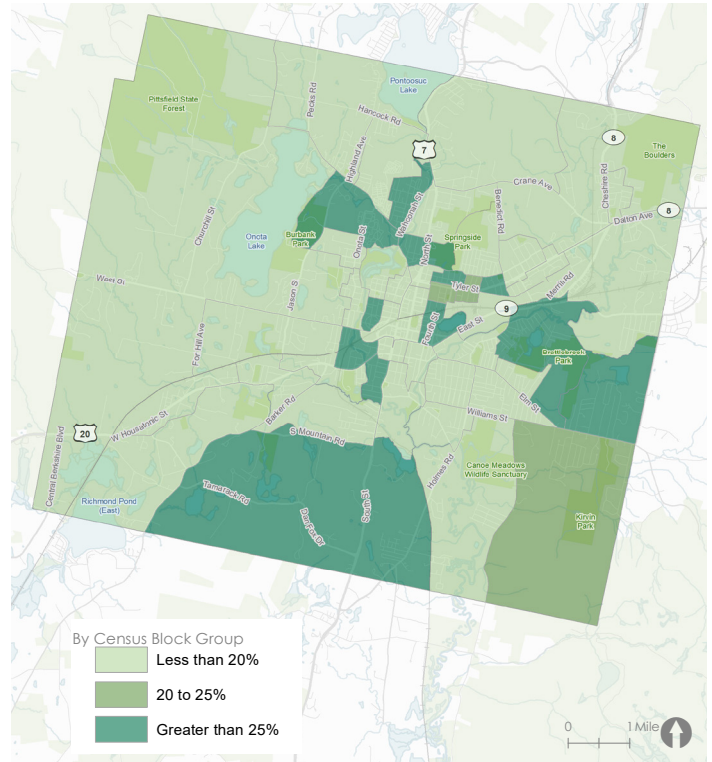 Pontoosuc
Lake
Pittsfield State
Forest
Pecks Rd
Hancock Rd
8
7
The
Boulders
Highland Ave
Crane Ave
Cheshire Rd
Benedict Rd
8
Dalton Ave
Churchill St
Wahconah St
Onota
Lake
Burbank
Park
Onota St
North St
Springside
Park
Jason S
Tyler St
Merrill Rd
9
Fourth St
East St
Fort Hill Ave
Park
Elm St
Williams St
Barker Rd
20
W Housatonic St
S Mountain Rd
Central Berkshire Blvd
Holmes Rd
Canoe Meadows
Wildlife Sanctuary
Tamarack Rd
South St
Richmond Pond
(East)
Dan Fox Dr
Kirvin
Park
By Census Block Group
Less than 20%
20 to 25%
Greater than 25%
0 1 Mile